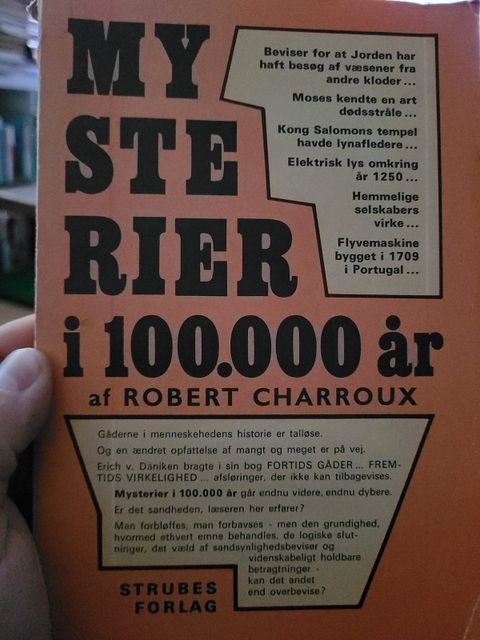 MY
STE
RIER
i 100.000 år
af ROBERT CHARROUX
Beviser for at Jorden har
haft besøg af væsener fra
andre kloder ...
Moses kendte en art
dødsstråle ...
Kong Salomons tempel
havde lynafledere ...
Elektrisk lys omkring
år 1250 ...
Hemmelige
selskabers
virke ...
Flyvemaskine
bygget i 1709
i Portugal ...
Gåderne i menneskehedens historie er talløse.
Og en ændret opfattelse af mangt og meget er på vej.
Erich v. Däniken bragte i sin bog FORTIDS GÅDER ... FREM-
TIDS VIRKELIGHED ... afsløringer, der ikke kan tilbagevises.
Mysterier i 100.000 år går endnu videre, endnu dybere.
Er det sandheden, læseren her erfarer?
Man forbløffes, man forbavses - men den grundighed,
hvormed ethvert emne behandles, de logiske slut-
ninger, det væld af sandsynlighedsbeviser og
videnskabeligt holdbare
betragtninger -
kan det andet
end overbevise?
STRUBES
FORLAG